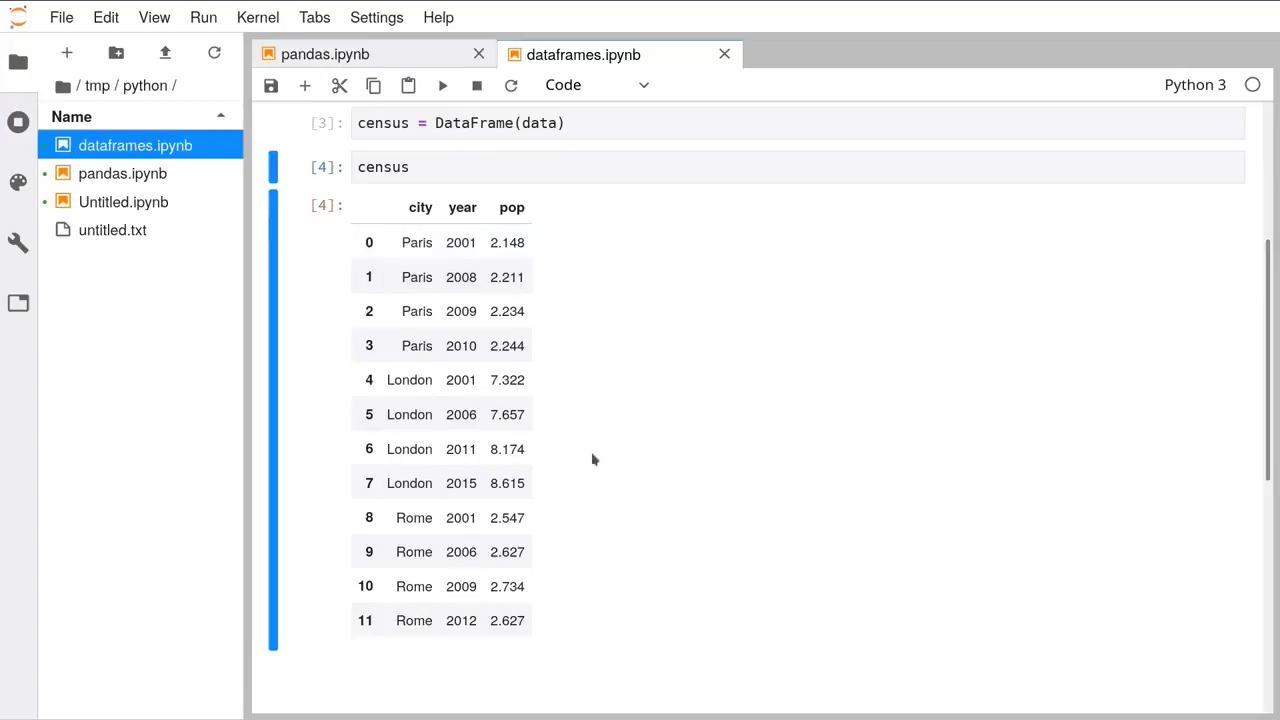 File Edit View Run Kernel Tabs Settings Help
pandas.ipynb dataframes.ipynb
/ tmp / python /
Code
Python 3
Name
dataframes.ipynb
pandas.ipynb
Untitled.ipynb
untitled.txt
[3]: census = DataFrame(data)
[4]: census
[4]: city year pop
0 Paris 2001 2.148
1 Paris 2008 2.211
2 Paris 2009 2.234
3 Paris 2010 2.244
4 London 2001 7.322
5 London 2006 7.657
6 London 2011 8.174
7 London 2015 8.615
8 Rome 2001 2.547
9 Rome 2006 2.627
10 Rome 2009 2.734
11 Rome 2012 2.627